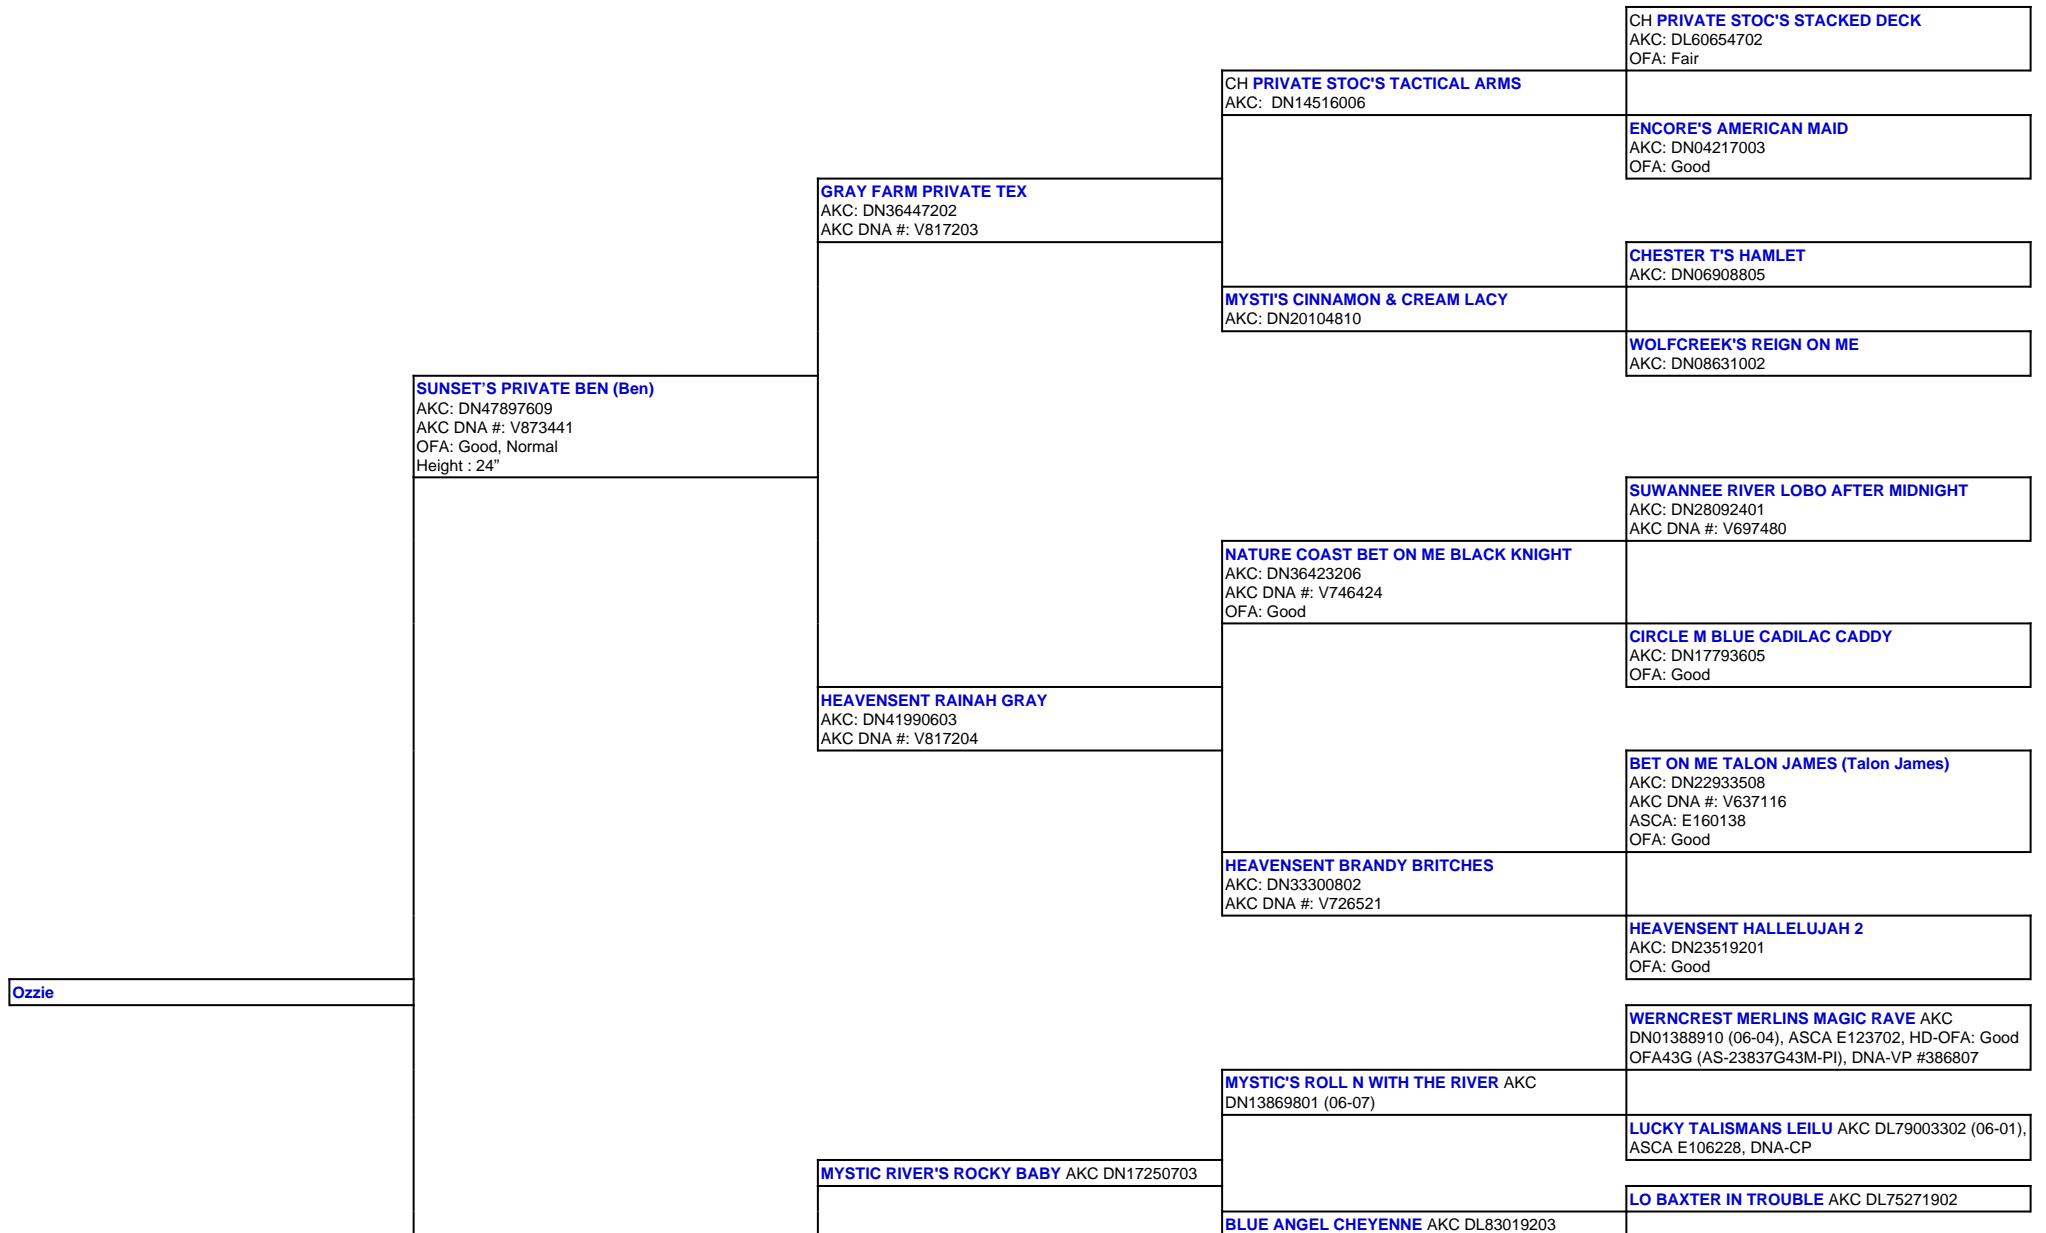 CH PRIVATE STOC'S STACKED DECK
AKC: DL60654702
OFA: Fair
CH PRIVATE STOC'S TACTICAL ARMS
AKC:  DN14516006
ENCORE'S AMERICAN MAID
AKC: DN04217003
OFA: Good
GRAY FARM PRIVATE TEX
AKC: DN36447202
AKC DNA #: V817203
CHESTER T'S HAMLET
AKC: DN06908805
MYSTI'S CINNAMON & CREAM LACY
AKC: DN20104810
WOLFCREEK'S REIGN ON ME
AKC: DN08631002
SUNSET’S PRIVATE BEN (Ben)
AKC: DN47897609
AKC DNA #: V873441
OFA: Good, Normal
Height : 24”
SUWANNEE RIVER LOBO AFTER MIDNIGHT
AKC: DN28092401
AKC DNA #: V697480
NATURE COAST BET ON ME BLACK KNIGHT
AKC: DN36423206
AKC DNA #: V746424
OFA: Good
CIRCLE M BLUE CADILAC CADDY
AKC: DN17793605
OFA: Good
HEAVENSENT RAINAH GRAY
AKC: DN41990603
AKC DNA #: V817204
BET ON ME TALON JAMES (Talon James)
AKC: DN22933508
AKC DNA #: V637116
ASCA: E160138
OFA: Good
HEAVENSENT BRANDY BRITCHES
AKC: DN33300802
AKC DNA #: V726521
HEAVENSENT HALLELUJAH 2
AKC: DN23519201
OFA: Good
Ozzie
WERNCREST MERLINS MAGIC RAVE AKC
DN01388910 (06-04), ASCA E123702, HD-OFA: Good
OFA43G (AS-23837G43M-PI), DNA-VP #386807
MYSTIC'S ROLL N WITH THE RIVER AKC
DN13869801 (06-07)
LUCKY TALISMANS LEILU AKC DL79003302 (06-01),
ASCA E106228, DNA-CP
MYSTIC RIVER'S ROCKY BABY AKC DN17250703
LO BAXTER IN TROUBLE AKC DL75271902
BLUE ANGEL CHEYENNE AKC DL83019203